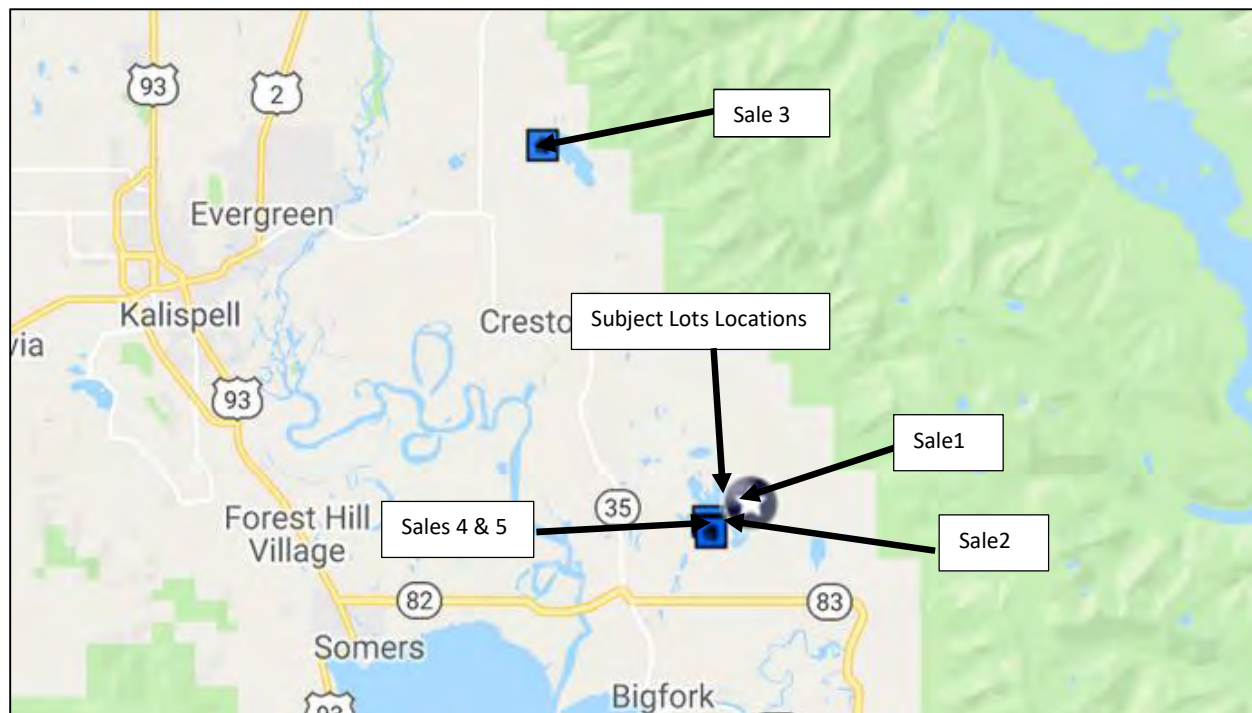 93
2
Sale 3
Evergreen
Kalispell
Subject Lots Locations
Cresto
via
93
Sale1
35
Forest Hill
Village
Sales 4 & 5
Sale2
82
83
Somers
Bigfork
93